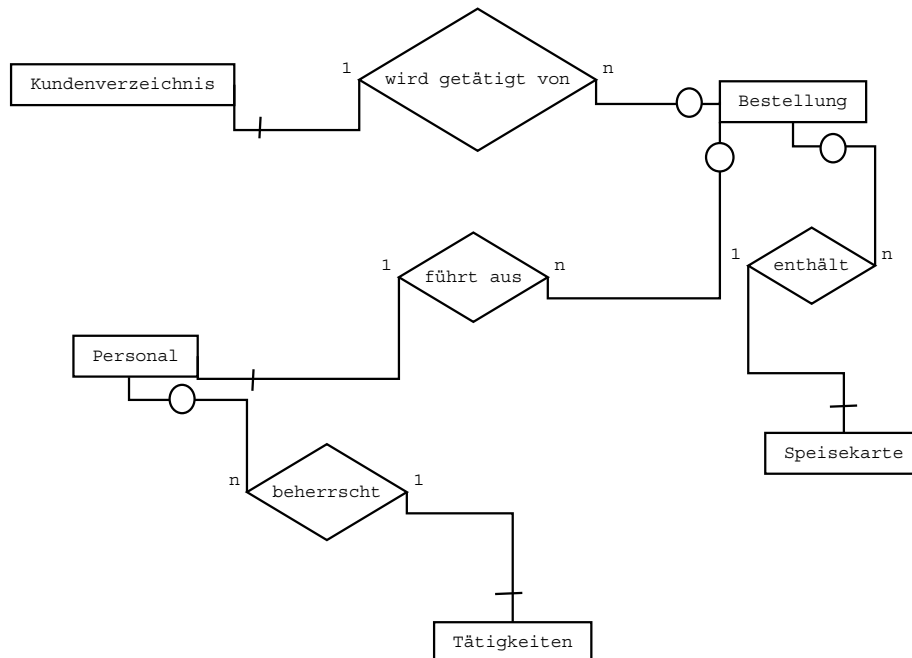 1
wird getätigt von
n
Kundenverzeichnis
Bestellung
1
führt aus
n
1
enthält
n
Personal
Speisekarte
n
beherrscht
1
Tätigkeiten